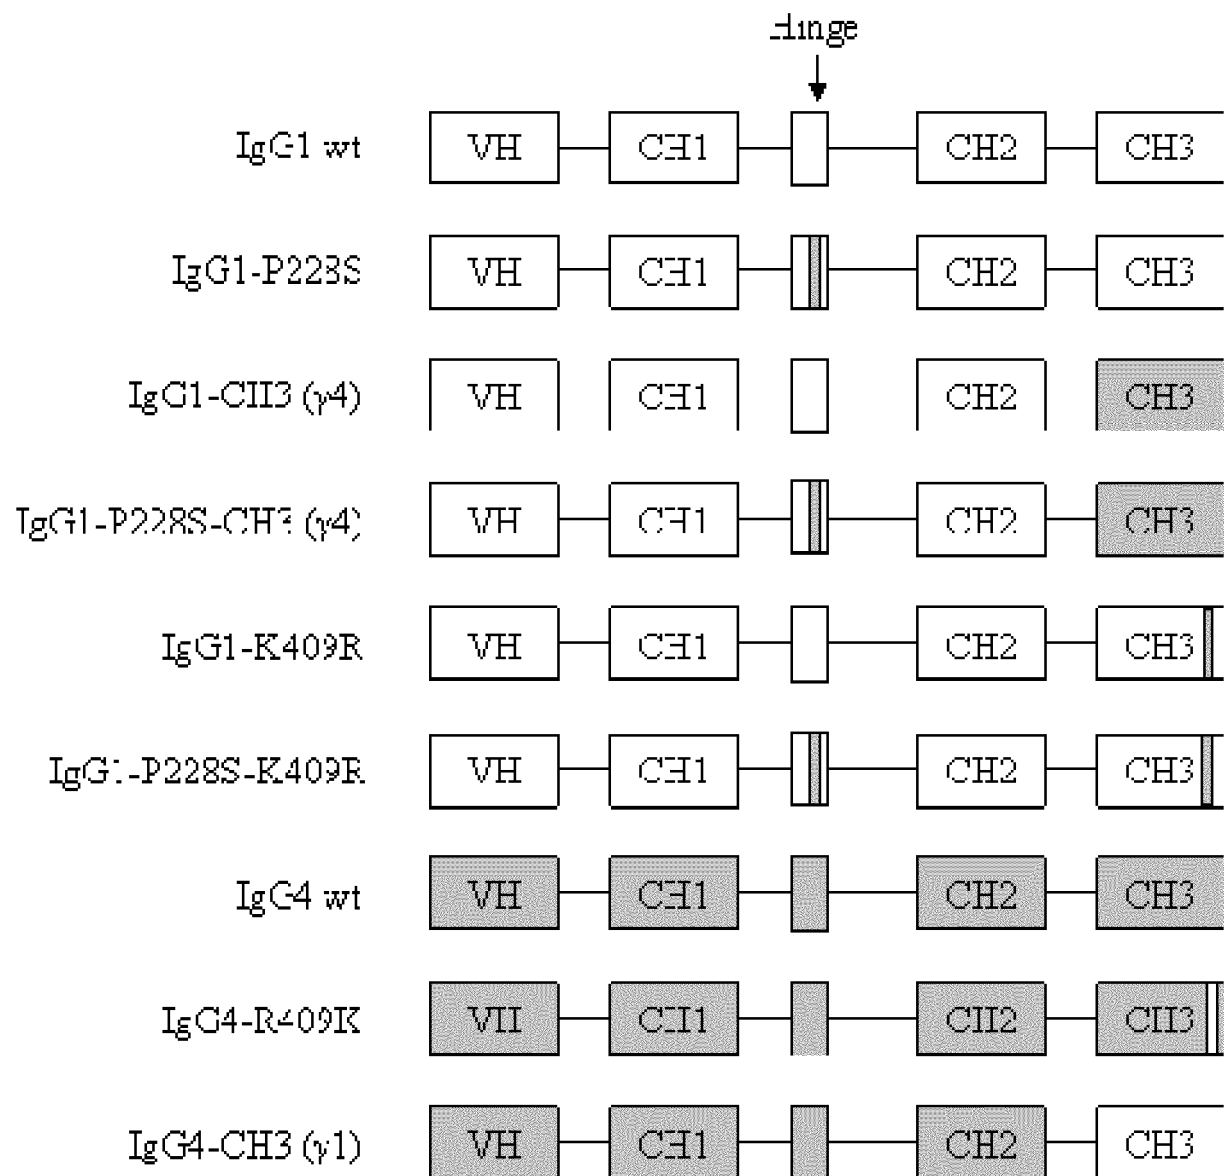 Hinge
IgG1 wt VH CH1 CH2 CH3
IgG1-P228S VH CH1 CH2 CH3
IgG1-CH3 (γ4) VH CH1 CH2 CH3
IgG1-P228S-CH3 (γ4) VH CH1 CH2 CH3
IgG1-K409R VH CH1 CH2 CH3
IgG1-P228S-K409R VH CH1 CH2 CH3
IgG4 wt VH CH1 CH2 CH3
IgG4-R409K VH CH1 CH2 CH3
IgG4-CH3 (γ1) VH CH1 CH2 CH3